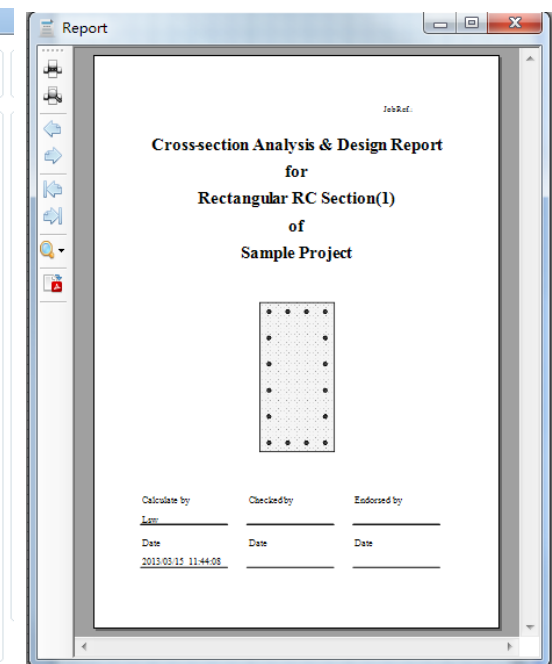 Report
JobRef.:
Cross-section Analysis & Design Report
for
Rectangular RC Section(1)
of
Sample Project
Calculate by Checked by Endorsed by
Law
Date Date Date
2013/03/15 11:44:08